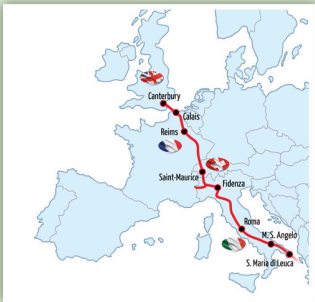 Canterbury
Calais
Reims
Saint-Maurice
Fidenza
Roma
M. S. Angelo
S. Maria di Leuca